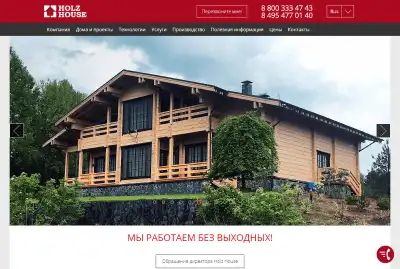 HOLZ
HOUSE
Перезвоните мне!
8 800 333 47 43
8 495 477 01 40
Rus
Компания Дома и проекты Технологии Услуги Производство Полезная информация Цены Контакты
МЫ РАБОТАЕМ БЕЗ ВЫХОДНЫХ!
Обращение директора Holz House